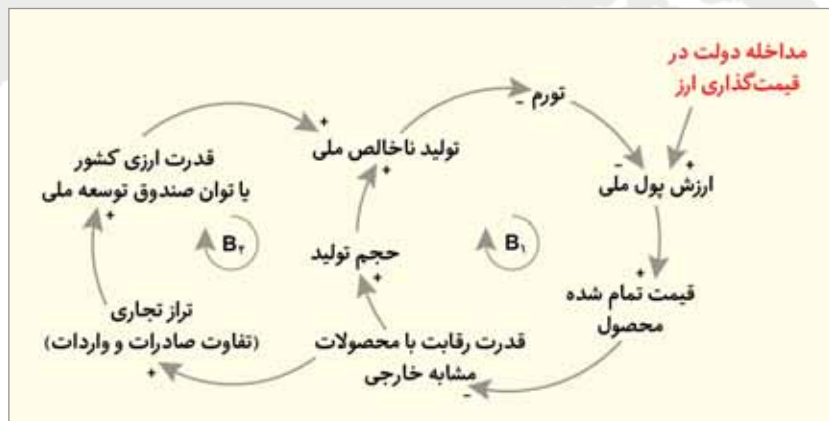 مداخله دولت در
قیمت‌گذاری ارز
تورم
-
تولید ناخالص ملی
+
+
قدرت ارزی کشور
یا توان صندوق توسعه ملی
+
ارزش پول ملی
-
+
B۱
B۲
حجم تولید
+
قیمت تمام شده
محصول
+
تراز تجاری
(تفاوت صادرات و واردات)
+
قدرت رقابت با محصولات
مشابه خارجی
-